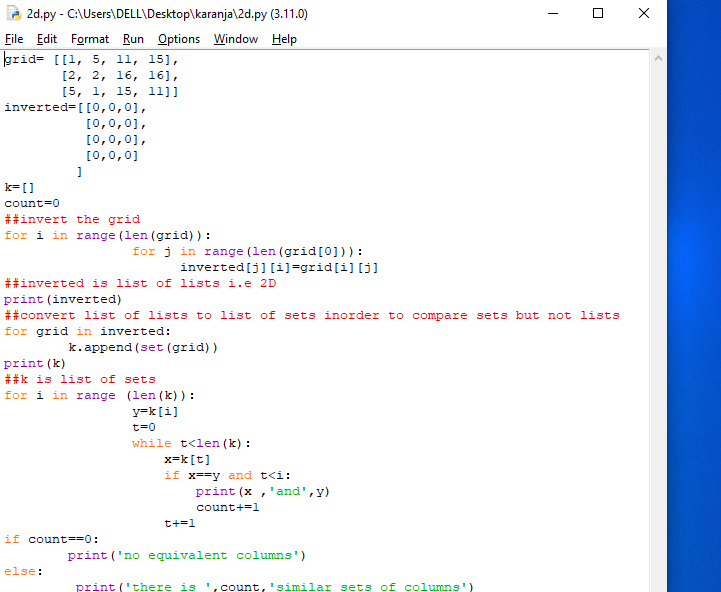 2d.py - C:\Users\DELL\Desktop\karanja\2d.py (3.11.0)
File Edit Format Run Options Window Help
grid= [[1, 5, 11, 15],
[2, 2, 16, 16],
[5, 1, 15, 11]]
inverted=[[0,0,0],
[0,0,0],
[0,0,0],
[0,0,0]
]
k=[]
count=0
##invert the grid
for i in range(len(grid)):
for j in range(len(grid[0])):
inverted[j][i]=grid[i][j]
##inverted is list of lists i.e 2D
print(inverted)
##convert list of lists to list of sets inorder to compare sets but not lists
for grid in inverted:
k.append(set(grid))
print(k)
##k is list of sets
for i in range (len(k)):
y=k[i]
t=0
while t<len(k):
x=k[t]
if x==y and t<i:
print(x ,'and',y)
count+=1
t+=1
if count==0:
print('no equivalent columns')
else:
print('there is ',count,'similar sets of columns')